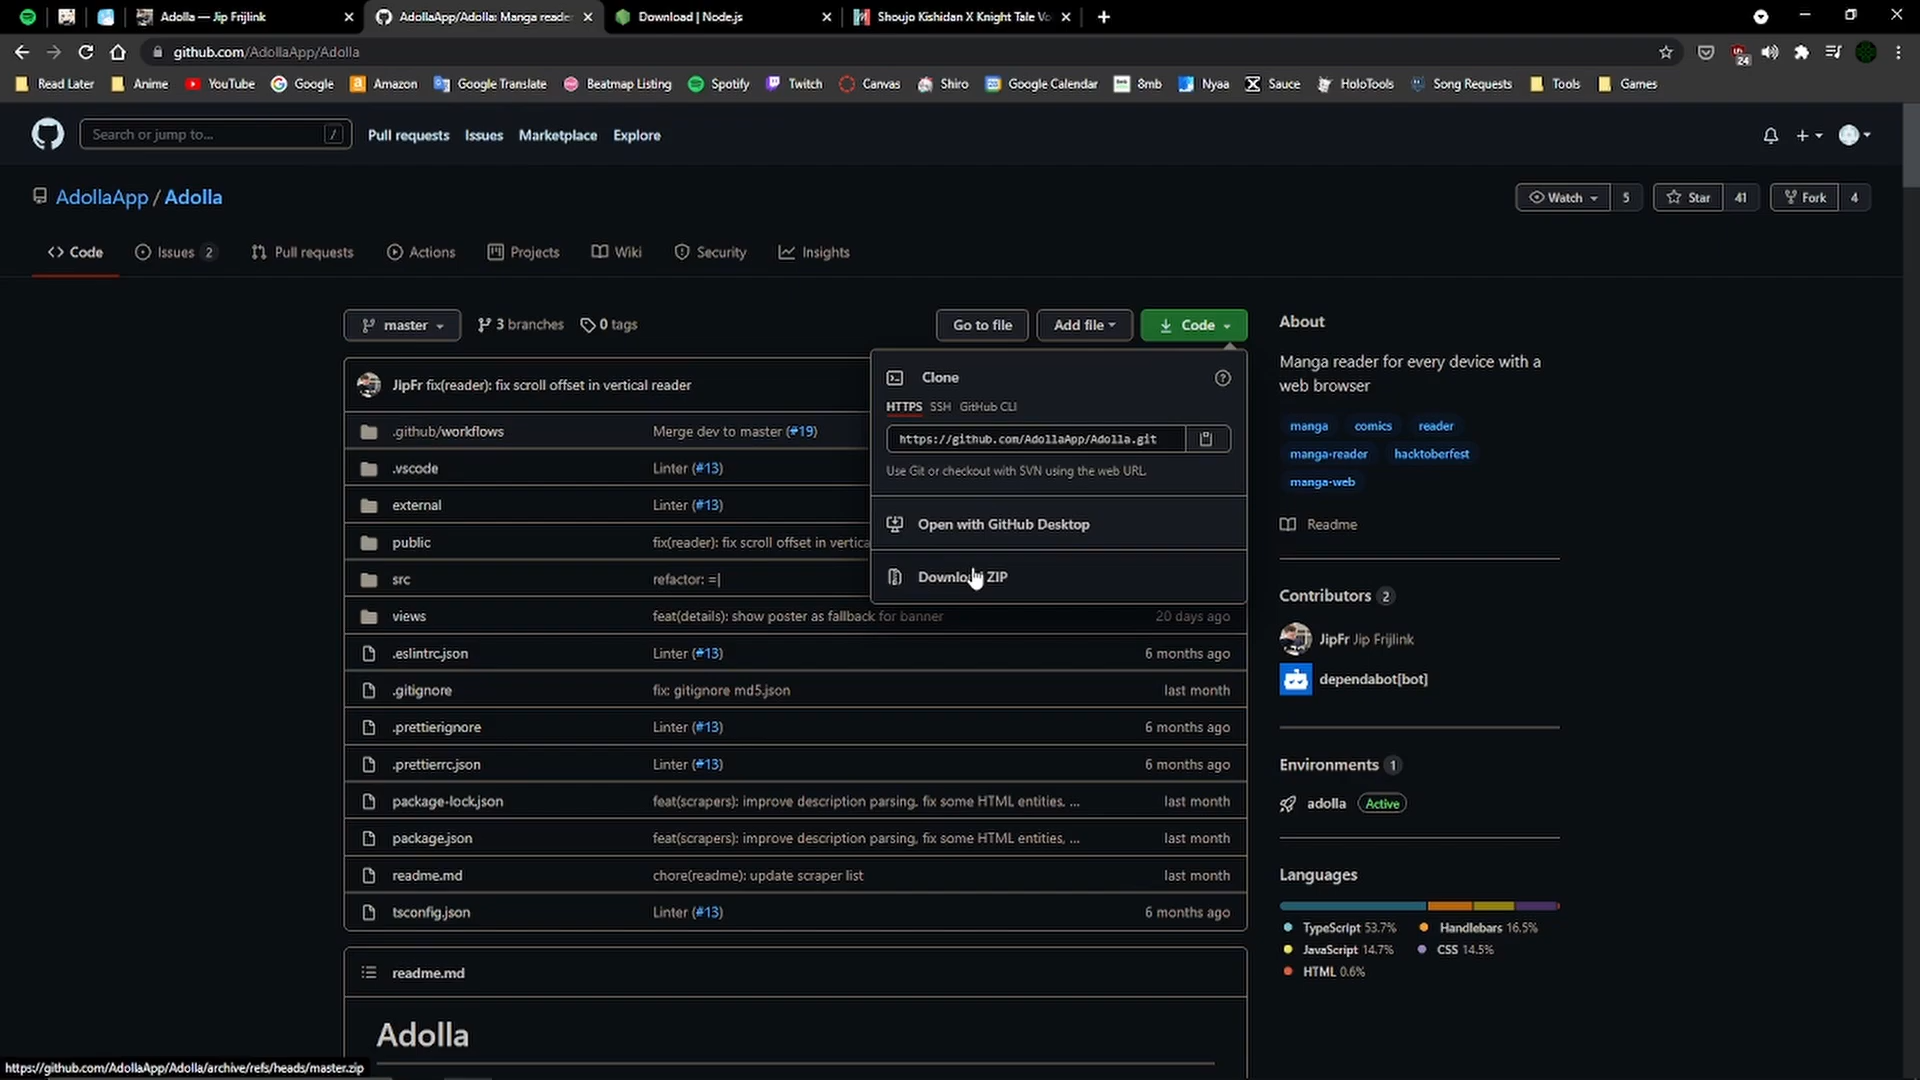 Adolla — Jip Frijlink
AdollaApp/Adolla: Manga reade
Download | Node.js
Shoujo Kishidan X Knight Tale Vo
github.com/AdollaApp/Adolla
24
Read Later
Anime
YouTube
Google
Amazon
Google Translate
Beatmap Listing
Spotify
Twitch
Canvas
Shiro
Google Calendar
8mb
Nyaa
Sauce
HoloTools
Song Requests
Tools
Games
Search or jump to...
/
Pull requests
Issues
Marketplace
Explore
AdollaApp / Adolla
Watch
5
Star
41
Fork
4
Code
Issues 2
Pull requests
Actions
Projects
Wiki
Security
Insights
master
3 branches
0 tags
Go to file
Add file
Code
JipFr fix(reader): fix scroll offset in vertical reader
.github/workflows
Merge dev to master (#19)
.vscode
Linter (#13)
external
Linter (#13)
public
fix(reader): fix scroll offset in vertica
src
refactor: =|
views
feat(details): show poster as fallback for banner
20 days ago
.eslintrc.json
Linter (#13)
6 months ago
.gitignore
fix: gitignore md5.json
last month
.prettierignore
Linter (#13)
6 months ago
.prettierrc.json
Linter (#13)
6 months ago
package-lock.json
feat(scrapers): improve description parsing, fix some HTML entities, ...
last month
package.json
feat(scrapers): improve description parsing, fix some HTML entities, ...
last month
readme.md
chore(readme): update scraper list
last month
tsconfig.json
Linter (#13)
6 months ago
Clone
HTTPS
SSH
GitHub CLI
https://github.com/AdollaApp/Adolla.git
Use Git or checkout with SVN using the web URL.
Open with GitHub Desktop
Download ZIP
readme.md
Adolla
About
Manga reader for every device with a
web browser
manga
comics
reader
manga-reader
hacktoberfest
manga-web
Readme
Contributors 2
JipFr Jip Frijlink
dependabot[bot]
Environments 1
adolla Active
Languages
TypeScript 53.7%
Handlebars 16.5%
JavaScript 14.7%
CSS 14.5%
HTML 0.6%
https://github.com/AdollaApp/Adolla/archive/refs/heads/master.zip